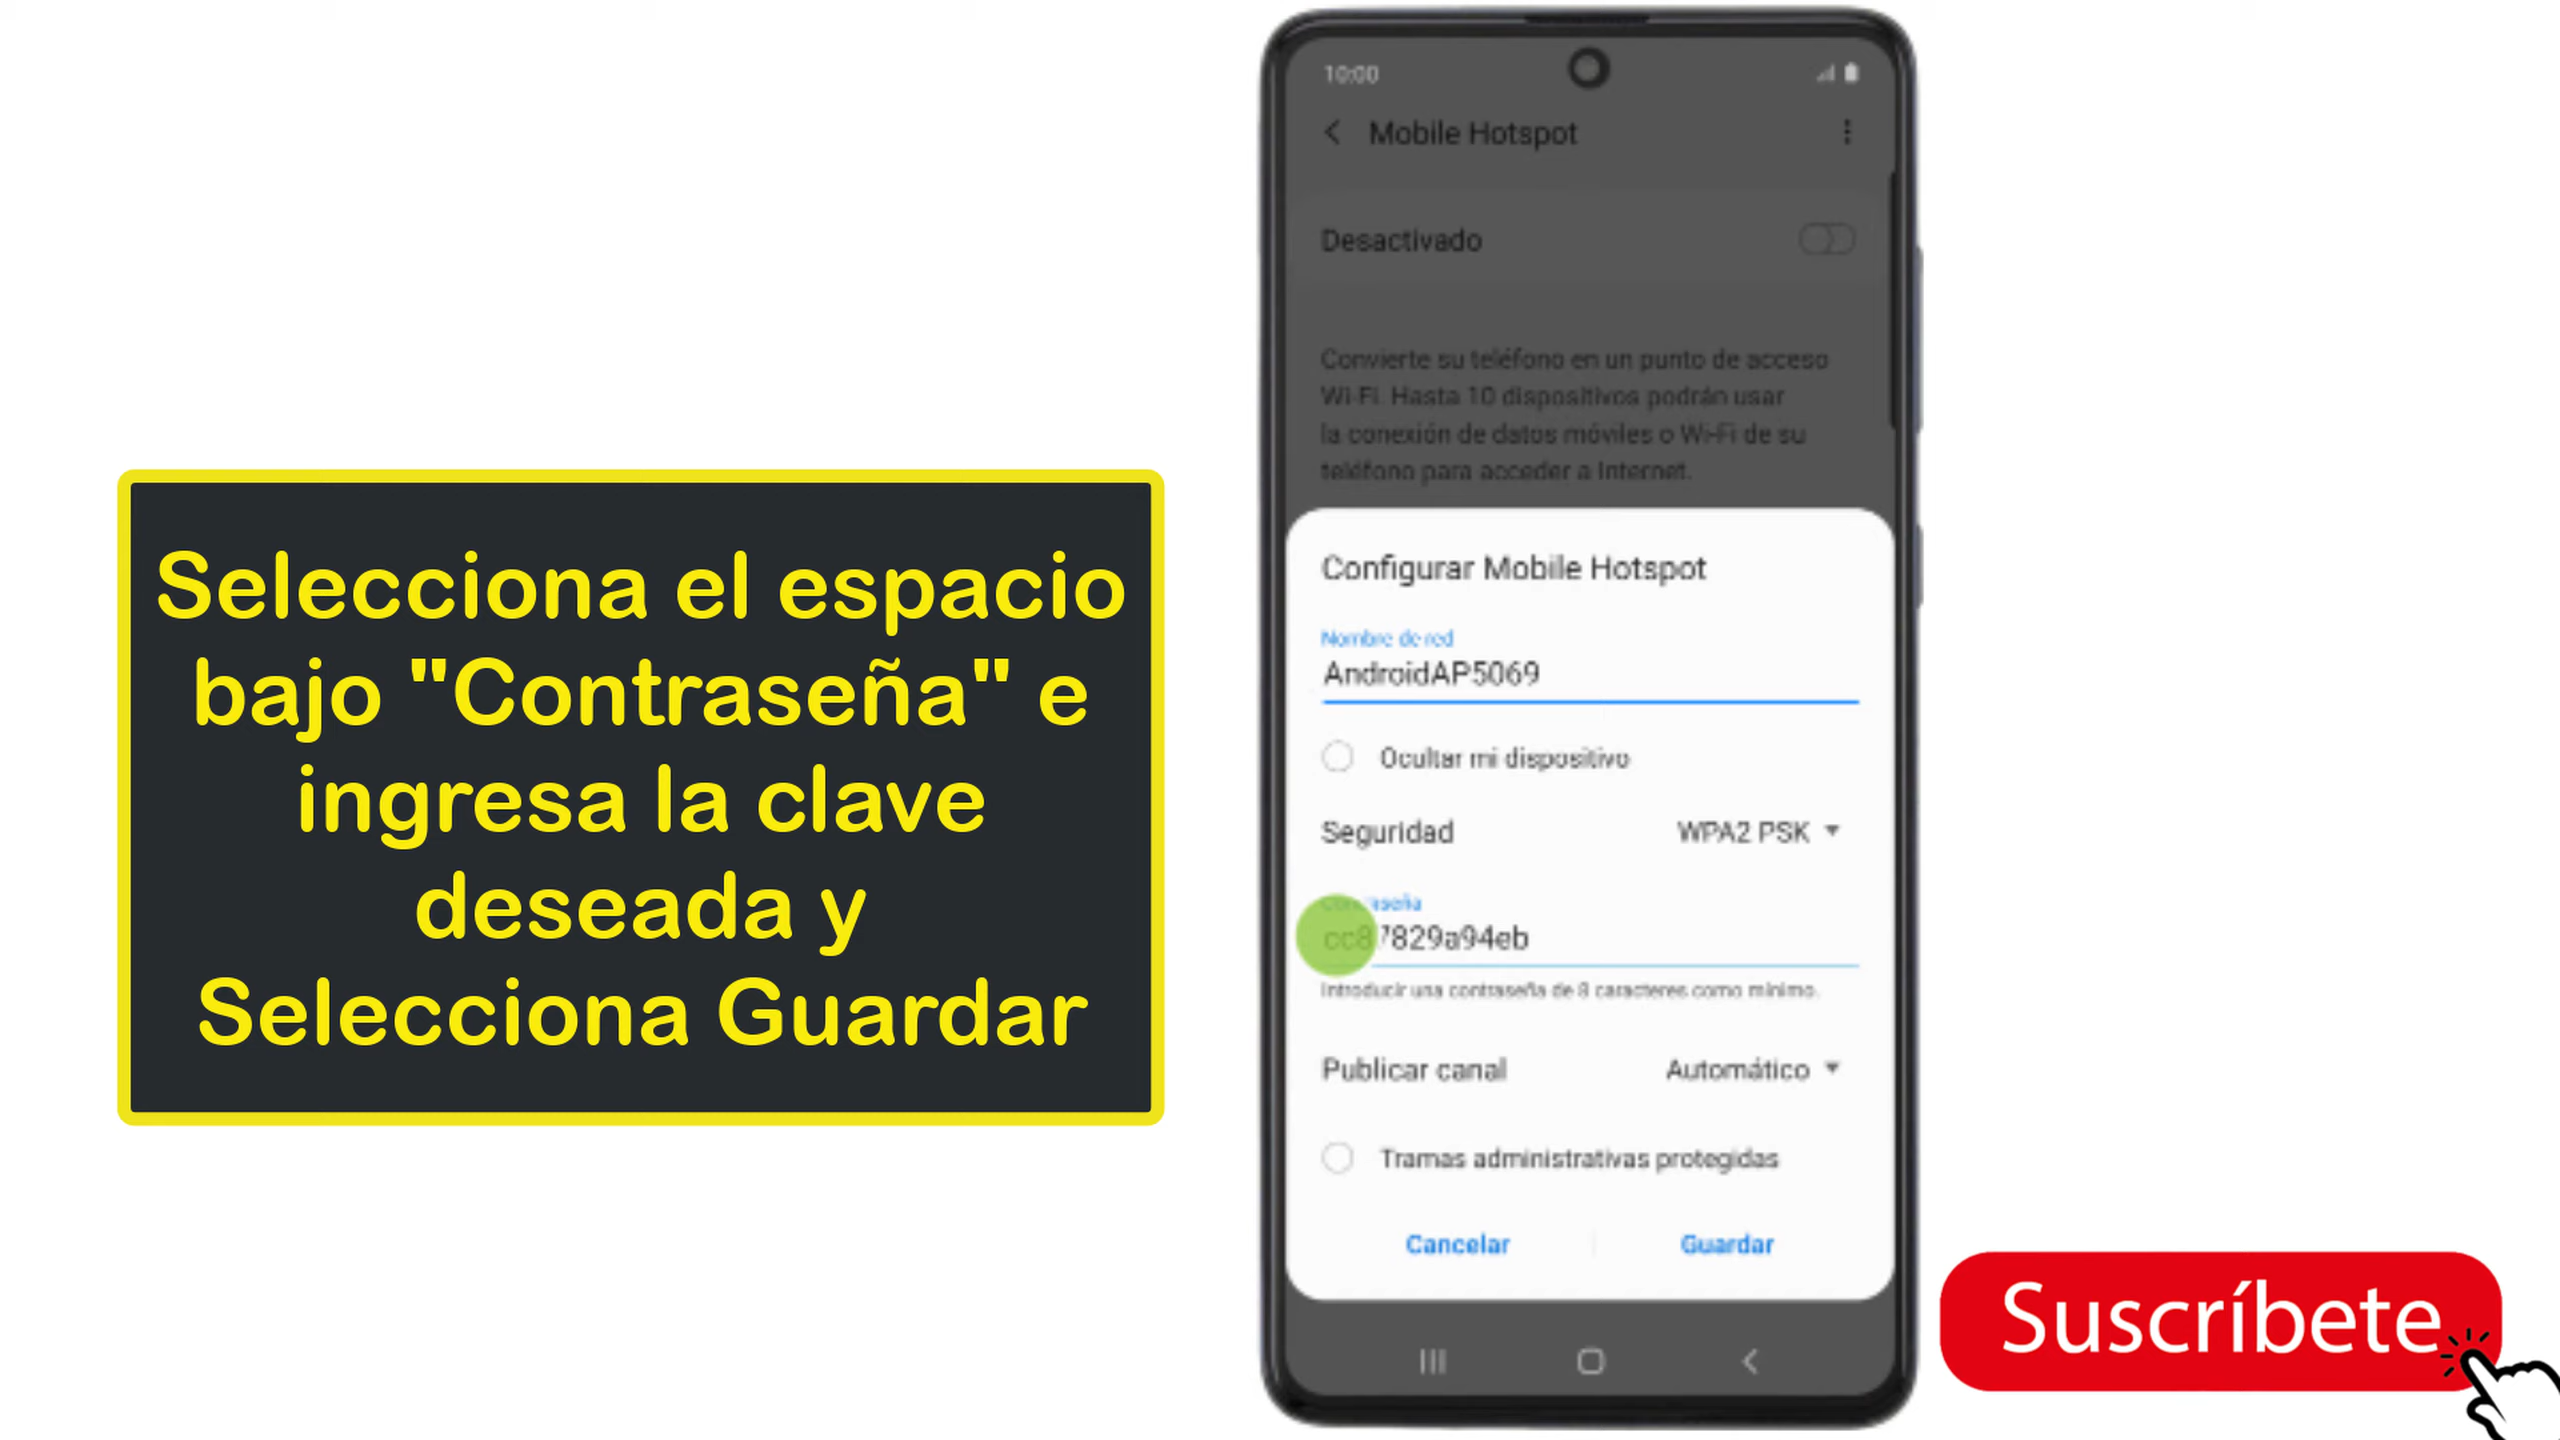 Selecciona el espacio
bajo "Contraseña" e
ingresa la clave
deseada y
Selecciona Guardar
10:00
Mobile Hotspot
Desactivado
Convierte su teléfono en un punto de acceso
Wi-Fi. Hasta 10 dispositivos podrán usar
la conexión de datos móviles o Wi-Fi de su
teléfono para acceder a Internet.
Configurar Mobile Hotspot
Nombre de red
AndroidAP5069
Ocultar mi dispositivo
Seguridad WPA2 PSK
Contraseña
cc87829a94eb
Introducir una contraseña de 8 caracteres como mínimo.
Publicar canal Automático
Tramas administrativas protegidas
Cancelar Guardar
Suscríbete